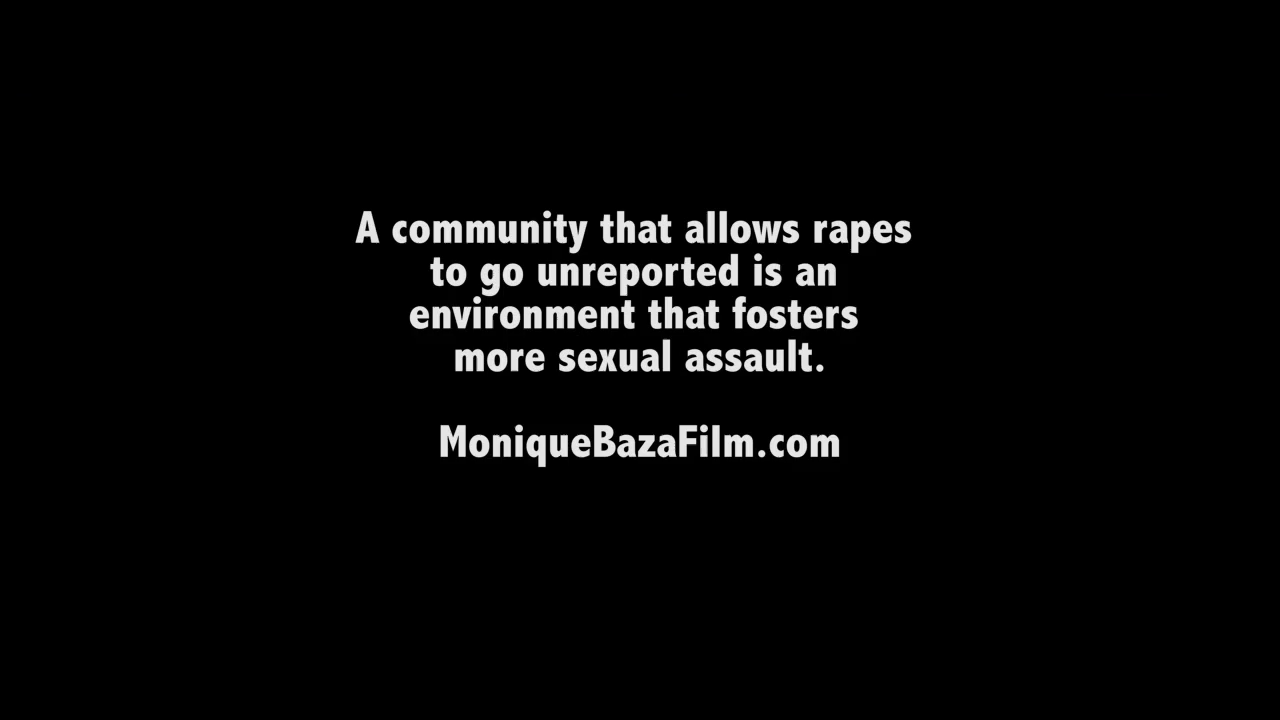 A community that allows rapes
to go unreported is an
environment that fosters
more sexual assault.
MoniqueBazaFilm.com